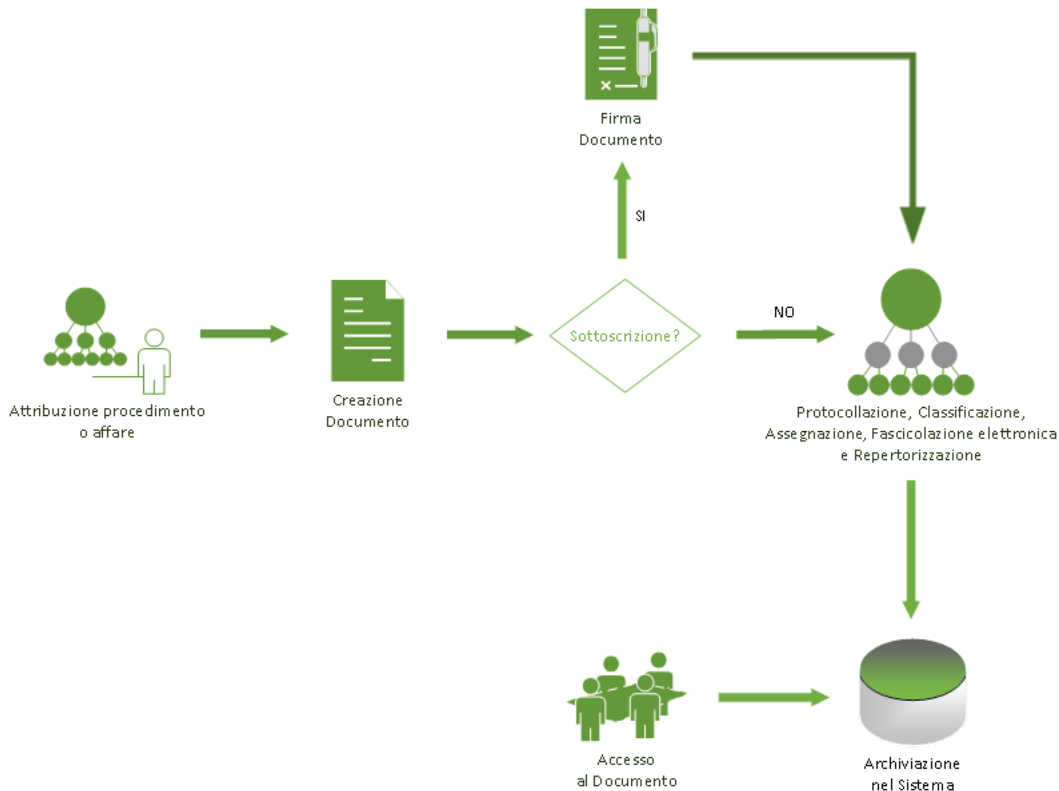 Firma
Documento
SI
Sottoscrizione?
NO
Attribuzione procedimento
o affare
Creazione
Documento
Protocollazione, Classificazione,
Assegnazione, Fascicolazione elettronica
e Repertorizzazione
Accesso
al Documento
Archiviazione
nel Sistema